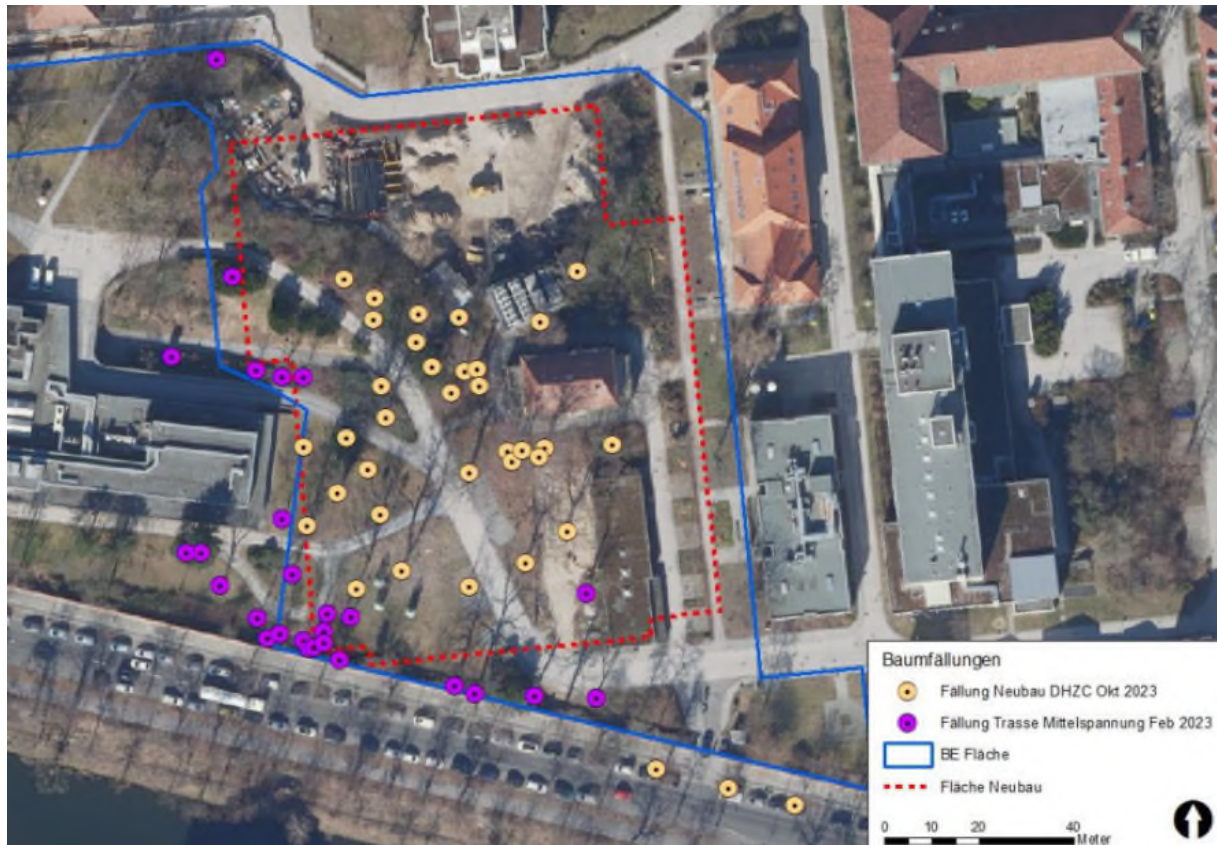 Baumfällungen
Fällung Neubau DHZC Okt 2023
Fällung Trasse Mittelspannung Feb 2023
BE Fläche
Fläche Neubau
0 10 20 40
Meter